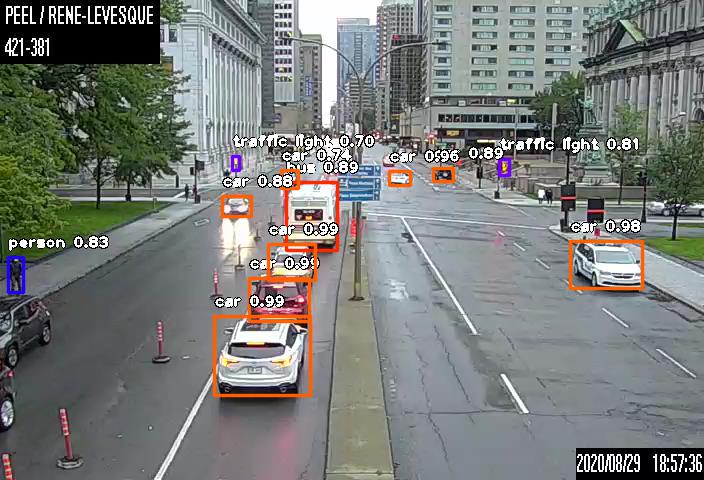 PEEL / RENE-LEVESQUE
421-381
traffic light 0.70
traffic light 0.81
car 0.74
car 0.96
0.89
bus 0.89
car 0.88
car 0.99
car 0.98
person 0.83
car 0.99
car 0.99
2020/08/29 18:57:36